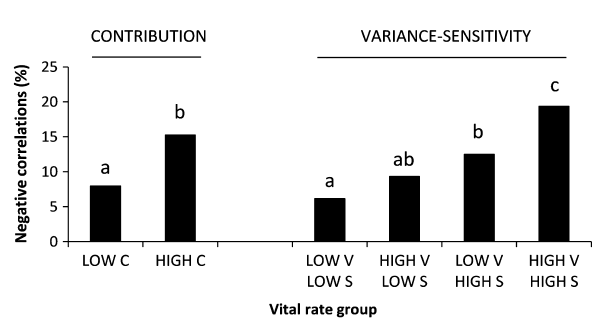 CONTRIBUTION VARIANCE-SENSITIVITY
Negative correlations (%)
25
20
15
10
5
0
a
b
a
ab
b
c
LOW C HIGH C LOW V HIGH V LOW V HIGH V
LOW S LOW S HIGH S HIGH S
Vital rate group